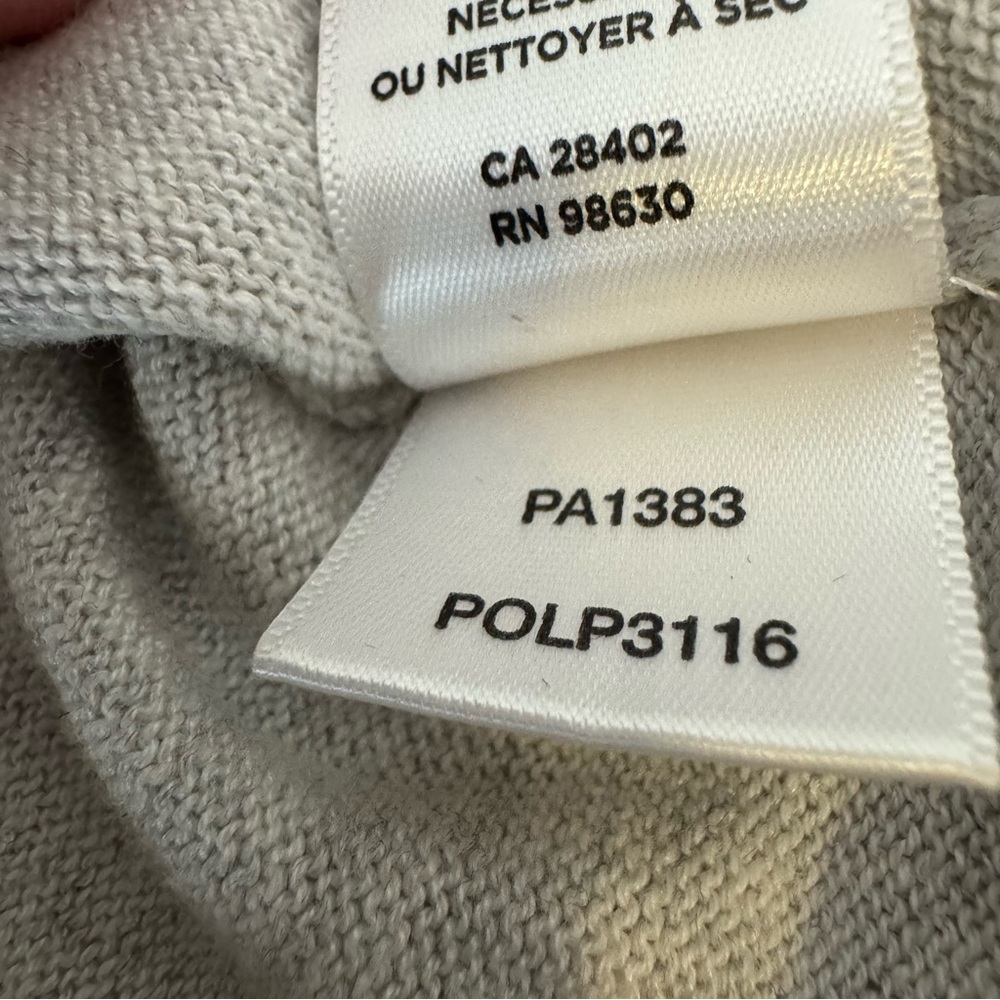 OU NETTOYER À SEC
CA 28402
RN 98630
PA1383
POLP3116